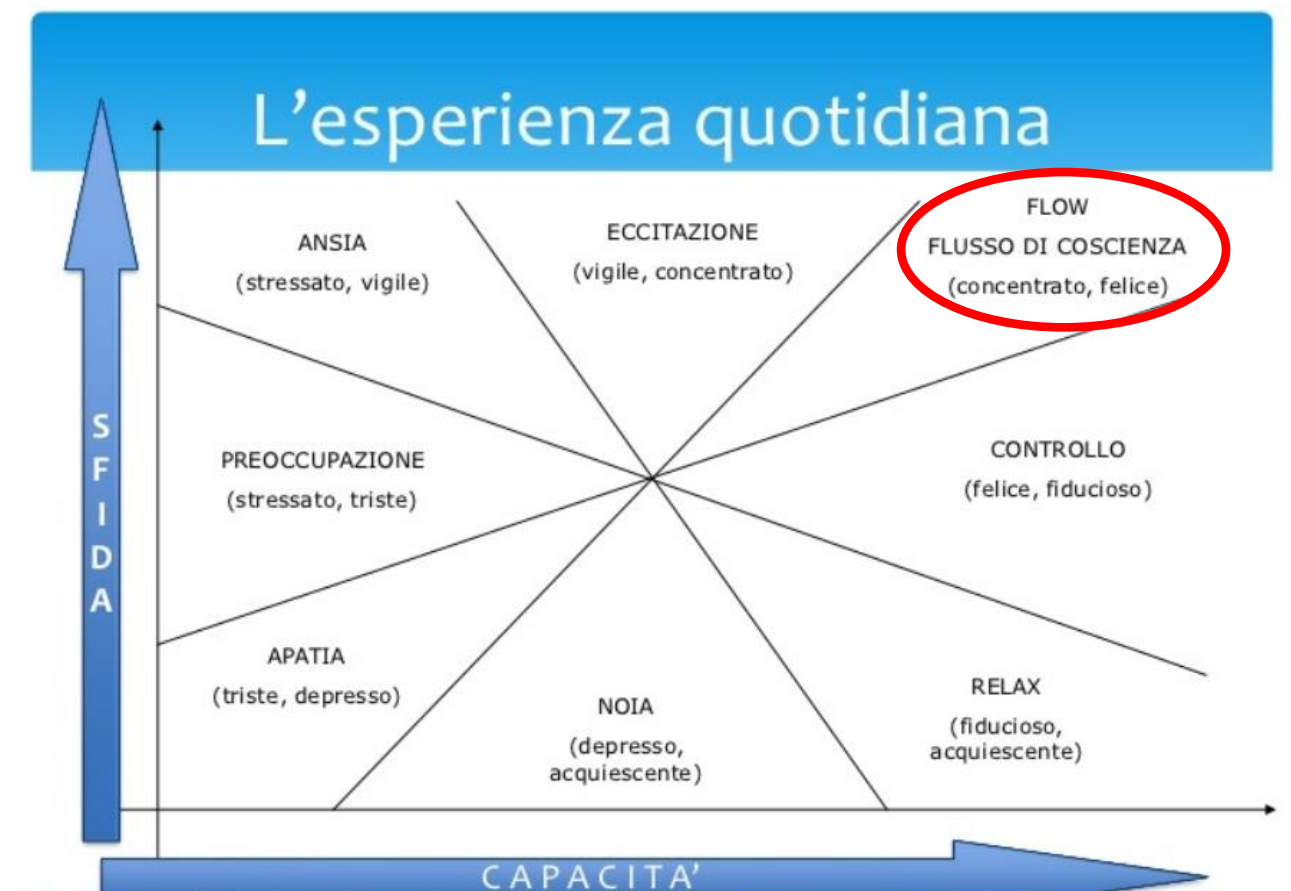 L'esperienza quotidiana
ANSIA
(stressato, vigile)
ECCITAZIONE
(vigile, concentrato)
FLOW
FLUSSO DI COSCIENZA
(concentrato, felice)
PREOCCUPAZIONE
(stressato, triste)
CONTROLLO
(felice, fiducioso)
APATIA
(triste, depresso)
NOIA
(depresso,
acquiescente)
RELAX
(fiducioso,
acquiescente)
SFIDA
CAPACITA'